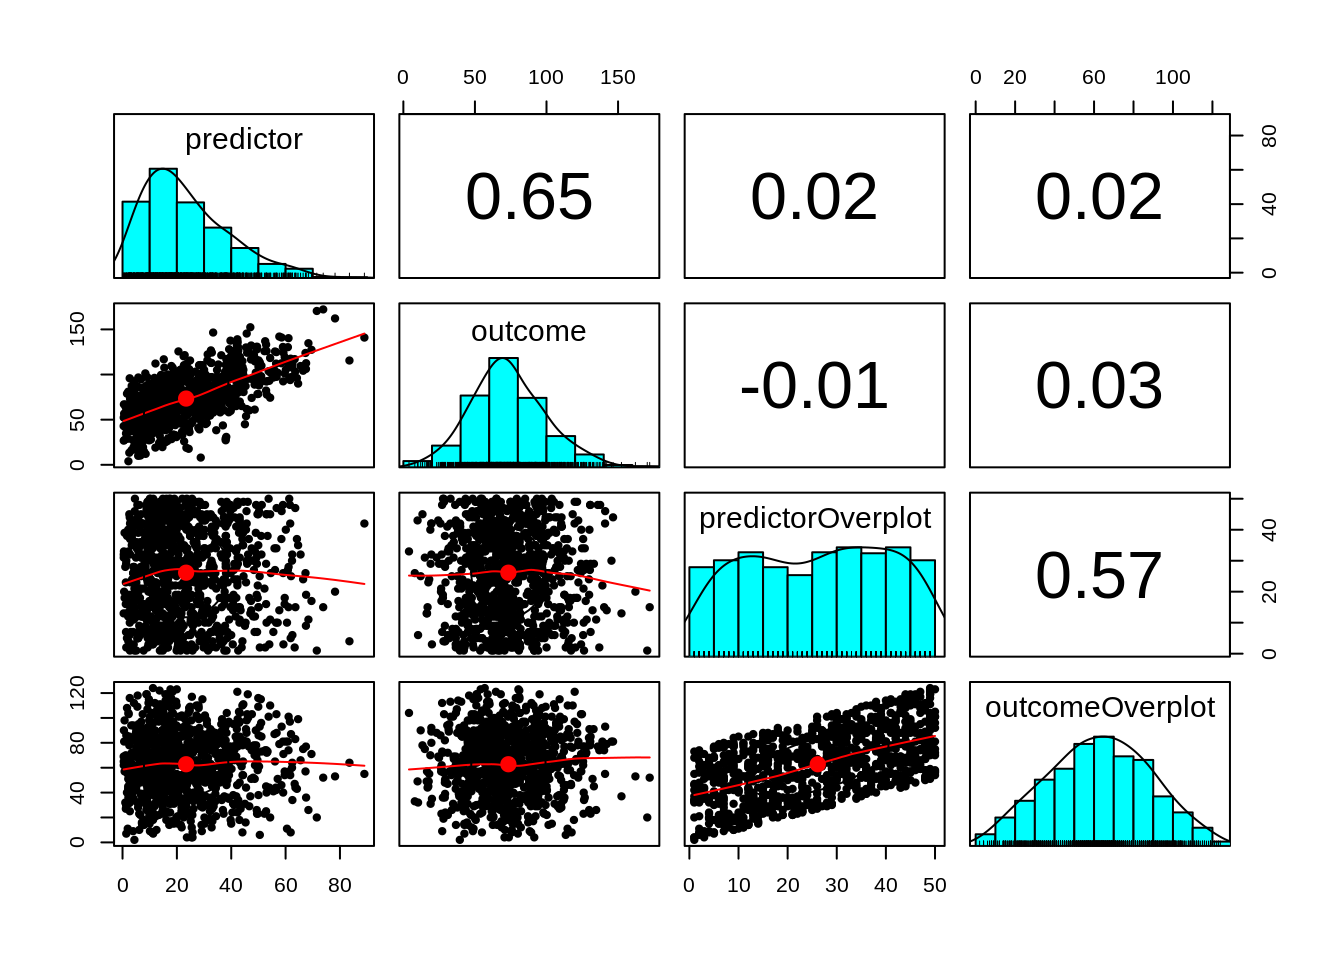 0 50 100 150 0 20 60 100
predictor 0.65 0.02 0.02 0 40 80
0 50 150 outcome -0.01 0.03
predictorOverplot 0.57 0 20 40
0 40 80 120 outcomeOverplot
0 20 40 60 80 0 10 20 30 40 50